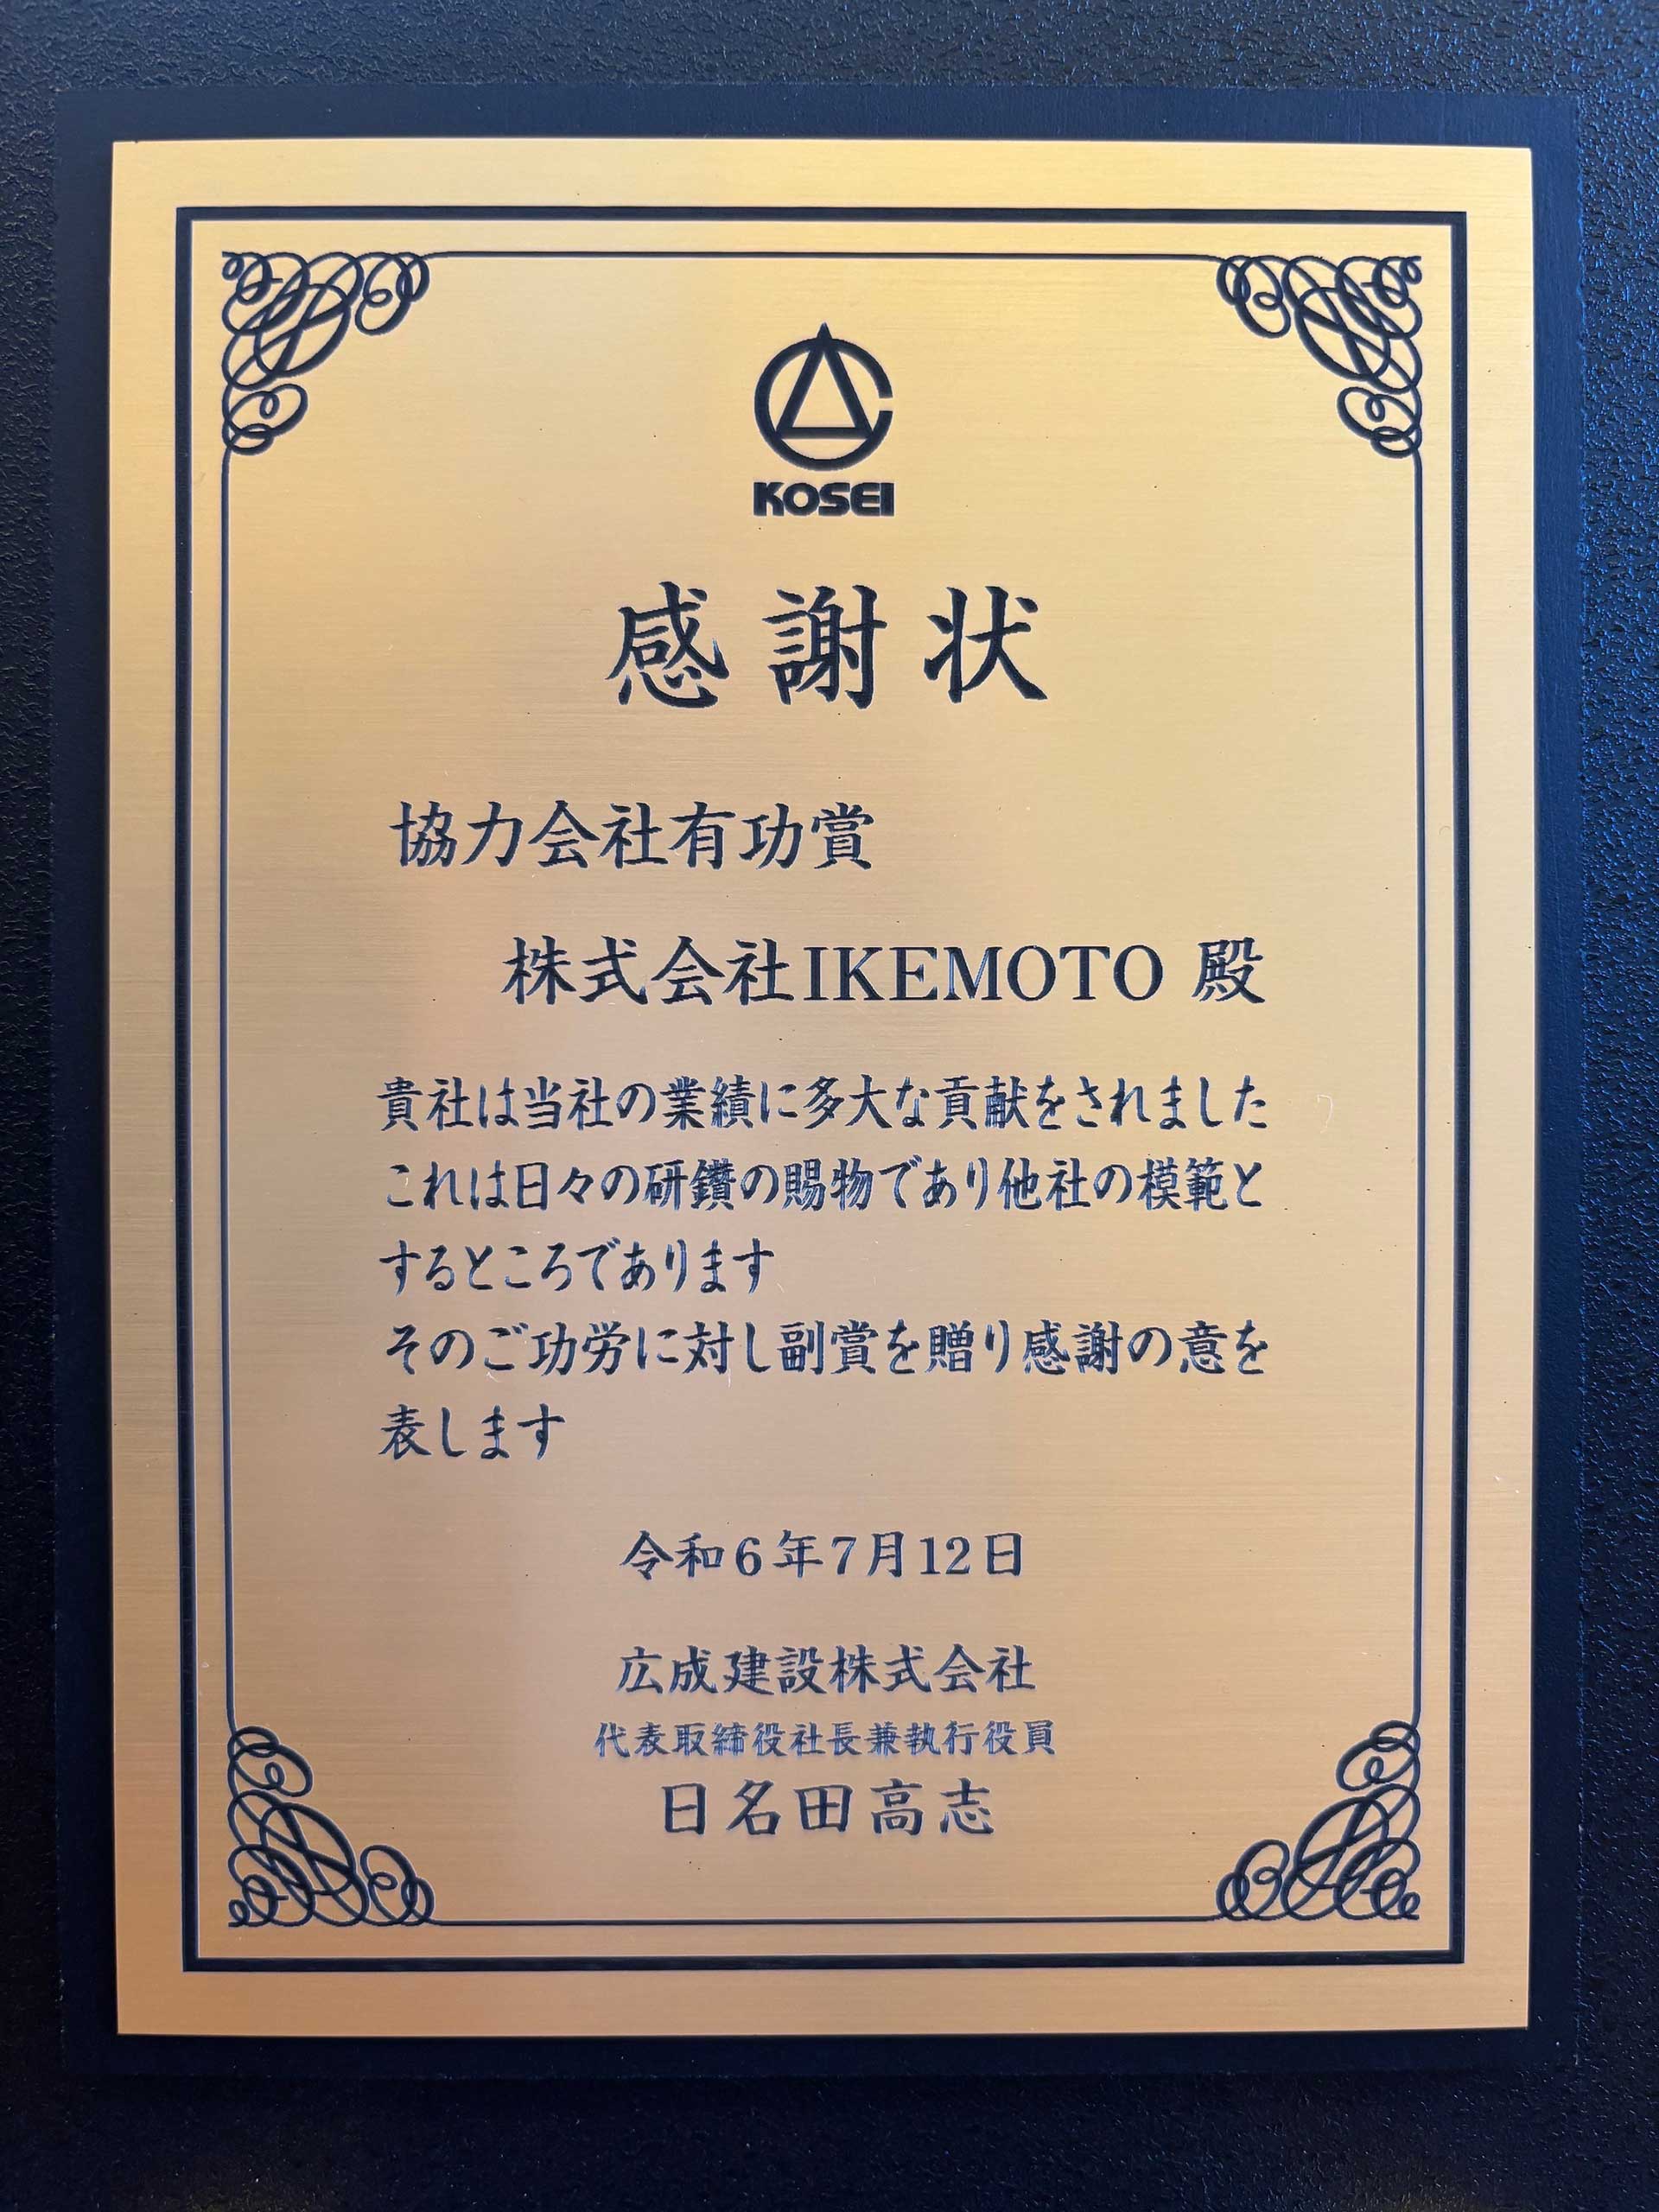 KOSEI
感謝状
協力会社有功賞
株式会社IKEMOTO 殿
貴社は当社の業績に多大な貢献をされました
これは日々の研鑽の賜物であり他社の模範と
するところであります
そのご功労に対し副賞を贈り感謝の意を
表します
令和6年7月12日
広成建設株式会社
代表取締役社長兼執行役員
日名田高志